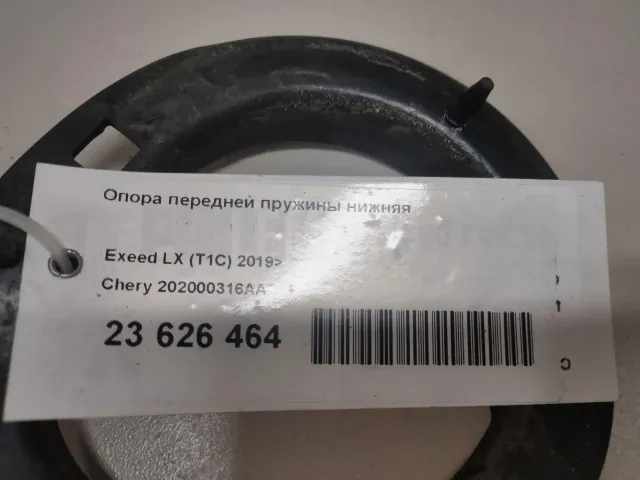 Опора передней пружины нижняя
Exeed LX (T1C) 2019>
Chery 202000316AA
23 626 464